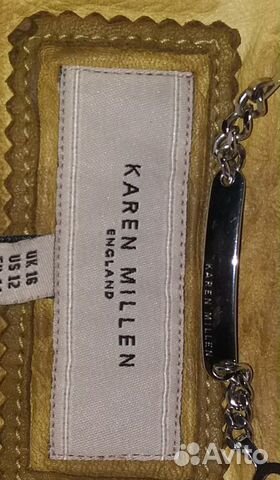 KAREN MILLEN
ENGLAND
UK 16
US 12
KAREN MILLEN
Avito